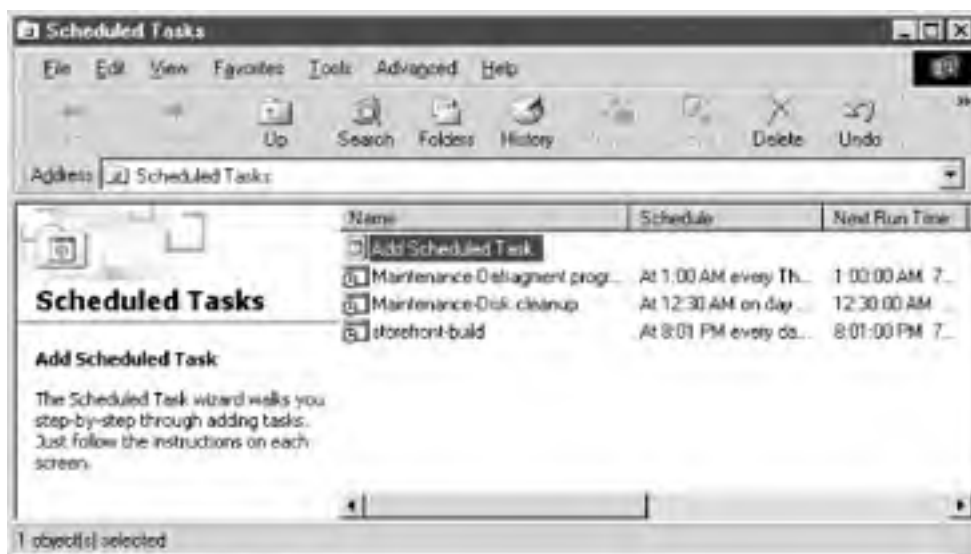 Scheduled Tasks
File Edit View Favorites Tools Advanced Help
Up Search Folders History Delete Undo
Address Scheduled Tasks
Name Schedule Next Run Time
Add Scheduled Task
Maintenance-Defragment progr... At 1:00 AM every Th... 1:00:00 AM 7...
Maintenance-Disk cleanup At 12:30 AM on day ... 12:30:00 AM
storefront-build At 8:01 PM every da... 8:01:00 PM 7...
Scheduled Tasks
Add Scheduled Task
The Scheduled Task wizard walks you
step-by-step through adding tasks.
Just follow the instructions on each
screen.
1 object(s) selected